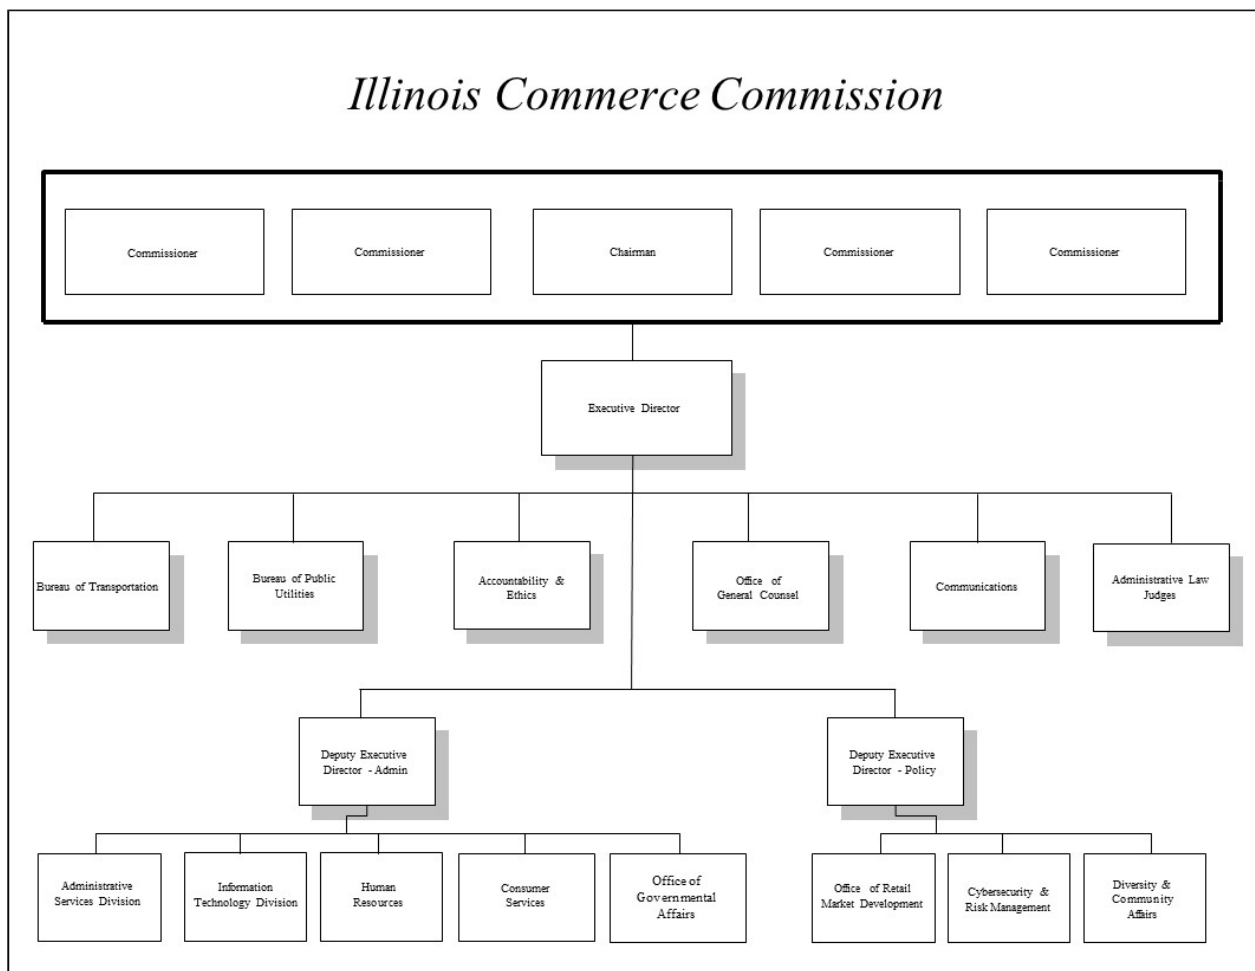 Illinois Commerce Commission
Commissioner
Commissioner
Chairman
Commissioner
Commissioner
Executive Director
Bureau of Transportation
Bureau of Public
Utilities
Accountability &
Ethics
Office of
General Counsel
Communications
Administrative Law
Judges
Deputy Executive
Director - Admin
Deputy Executive
Director - Policy
Administrative
Services Division
Information
Technology Division
Human
Resources
Consumer
Services
Office of
Governmental
Affairs
Office of Retail
Market Development
Cybersecurity &
Risk Management
Diversity &
Community
Affairs